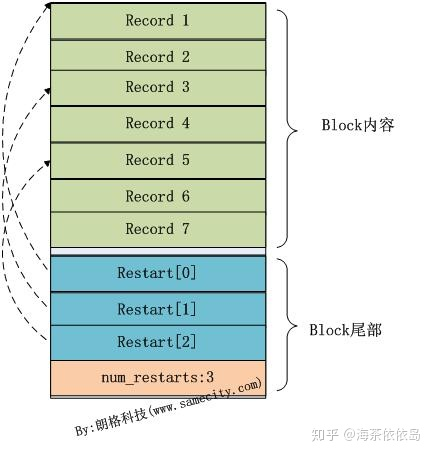 Record 1
Record 2
Record 3
Record 4
Record 5
Record 6
Record 7
Block内容
Restart[0]
Restart[1]
Restart[2]
num_restarts:3
Block尾部
By:朗格科技(www.samecity.com)
知乎 @海茶依依岛